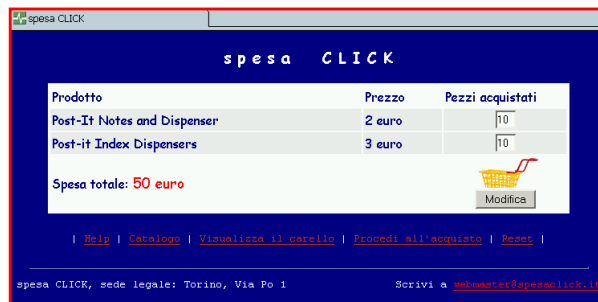 spesa CLICK
spesa CLICK
Prodotto Prezzo Pezzi acquistati
Post-It Notes and Dispenser 2 euro 10
Post-it Index Dispensers 3 euro 10
Spesa totale: 50 euro
Modifica
| Help | Catalogo | Visualizza il carello | Procedi all'acquisto | Reset |
spesa CLICK, sede legale: Torino, Via Po 1 Scrivi a webmaster@spesaclick.it